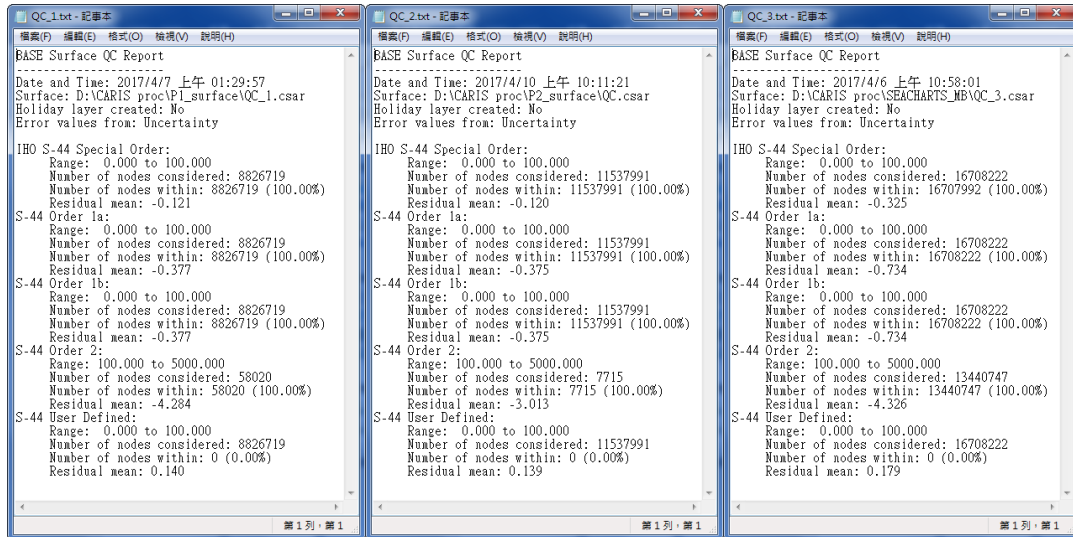 QC_1.txt - 記事本
檔案(F) 編輯(E) 格式(O) 檢視(V) 說明(H)
BASE Surface QC Report
----------------------
Date and Time: 2017/4/7 上午 01:29:57
Surface: D:\CARIS proc\P1_surface\QC_1.csar
Holiday layer created: No
Error values from: Uncertainty
IHO S-44 Special Order:
Range: 0.000 to 100.000
Number of nodes considered: 8826719
Number of nodes within: 8826719 (100.00%)
Residual mean: -0.121
S-44 Order 1a:
Range: 0.000 to 100.000
Number of nodes considered: 8826719
Number of nodes within: 8826719 (100.00%)
Residual mean: -0.377
S-44 Order 1b:
Range: 0.000 to 100.000
Number of nodes considered: 8826719
Number of nodes within: 8826719 (100.00%)
Residual mean: -0.377
S-44 Order 2:
Range: 100.000 to 5000.000
Number of nodes considered: 58020
Number of nodes within: 58020 (100.00%)
Residual mean: -4.284
S-44 User Defined:
Range: 0.000 to 100.000
Number of nodes considered: 8826719
Number of nodes within: 0 (0.00%)
Residual mean: 0.140
第 1 列，第 1
QC_2.txt - 記事本
檔案(F) 編輯(E) 格式(O) 檢視(V) 說明(H)
BASE Surface QC Report
----------------------
Date and Time: 2017/4/10 上午 10:11:21
Surface: D:\CARIS proc\P2_surface\QC.csar
Holiday layer created: No
Error values from: Uncertainty
IHO S-44 Special Order:
Range: 0.000 to 100.000
Number of nodes considered: 11537991
Number of nodes within: 11537991 (100.00%)
Residual mean: -0.120
S-44 Order 1a:
Range: 0.000 to 100.000
Number of nodes considered: 11537991
Number of nodes within: 11537991 (100.00%)
Residual mean: -0.375
S-44 Order 1b:
Range: 0.000 to 100.000
Number of nodes considered: 11537991
Number of nodes within: 11537991 (100.00%)
Residual mean: -0.375
S-44 Order 2:
Range: 100.000 to 5000.000
Number of nodes considered: 7715
Number of nodes within: 7715 (100.00%)
Residual mean: -3.013
S-44 User Defined:
Range: 0.000 to 100.000
Number of nodes considered: 11537991
Number of nodes within: 0 (0.00%)
Residual mean: 0.139
第 1 列，第 1
QC_3.txt - 記事本
檔案(F) 編輯(E) 格式(O) 檢視(V) 說明(H)
BASE Surface QC Report
----------------------
Date and Time: 2017/4/6 上午 10:58:01
Surface: D:\CARIS proc\SEACHARTS_MB\QC_3.csar
Holiday layer created: No
Error values from: Uncertainty
IHO S-44 Special Order:
Range: 0.000 to 100.000
Number of nodes considered: 16708222
Number of nodes within: 16707992 (100.00%)
Residual mean: -0.325
S-44 Order 1a:
Range: 0.000 to 100.000
Number of nodes considered: 16708222
Number of nodes within: 16708222 (100.00%)
Residual mean: -0.734
S-44 Order 1b:
Range: 0.000 to 100.000
Number of nodes considered: 16708222
Number of nodes within: 16708222 (100.00%)
Residual mean: -0.734
S-44 Order 2:
Range: 100.000 to 5000.000
Number of nodes considered: 13440747
Number of nodes within: 13440747 (100.00%)
Residual mean: -4.326
S-44 User Defined:
Range: 0.000 to 100.000
Number of nodes considered: 16708222
Number of nodes within: 0 (0.00%)
Residual mean: 0.179
第 1 列，第 1